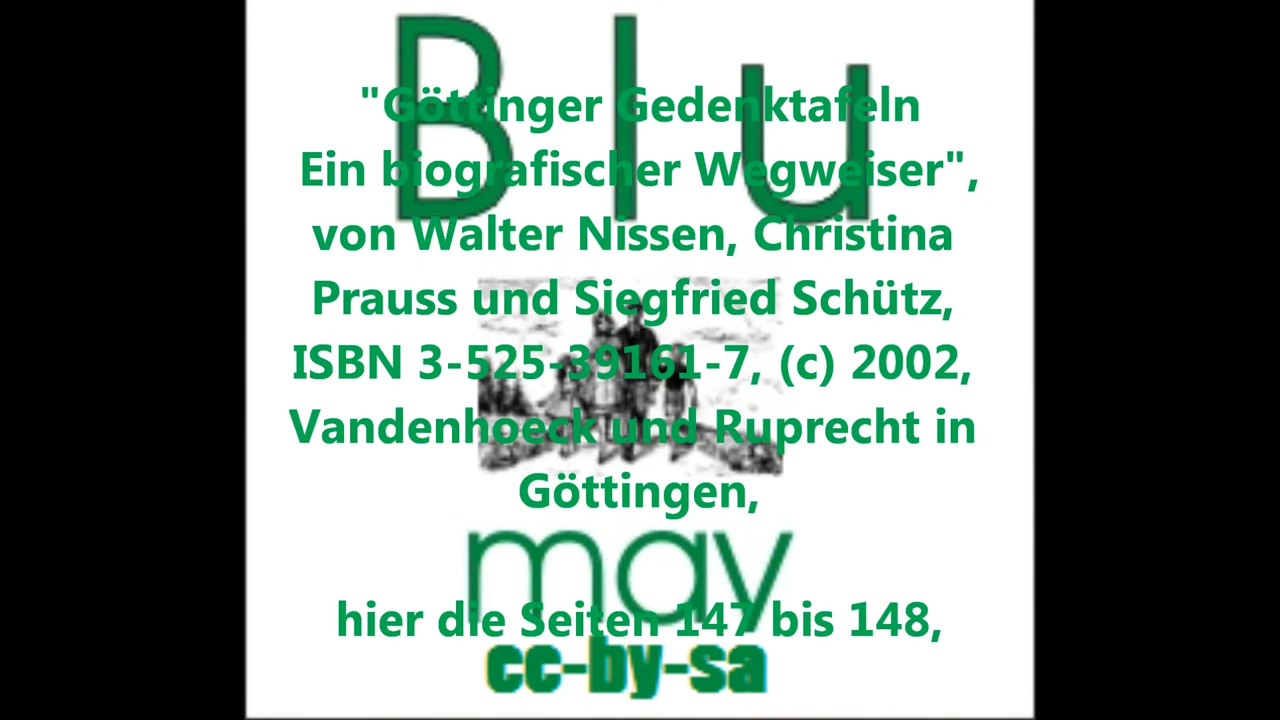 Blu
"Göttinger Gedenktafeln
Ein biografischer Wegweiser",
von Walter Nissen, Christina
Prauss und Siegfried Schütz,
ISBN 3-525-39161-7, (c) 2002,
Vandenhoeck und Ruprecht in
Göttingen,
may
hier die Seiten 147 bis 148,
cc-by-sa